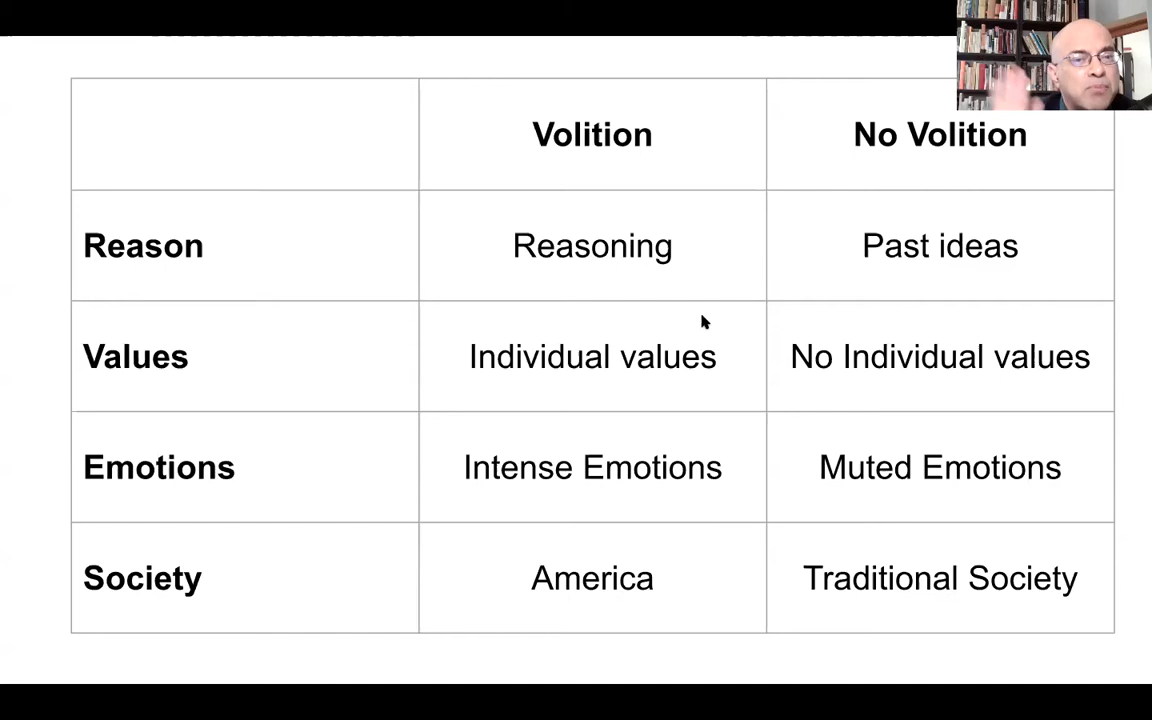 Volition No Volition
Reason Reasoning Past ideas
Values Individual values No Individual values
Emotions Intense Emotions Muted Emotions
Society America Traditional Society